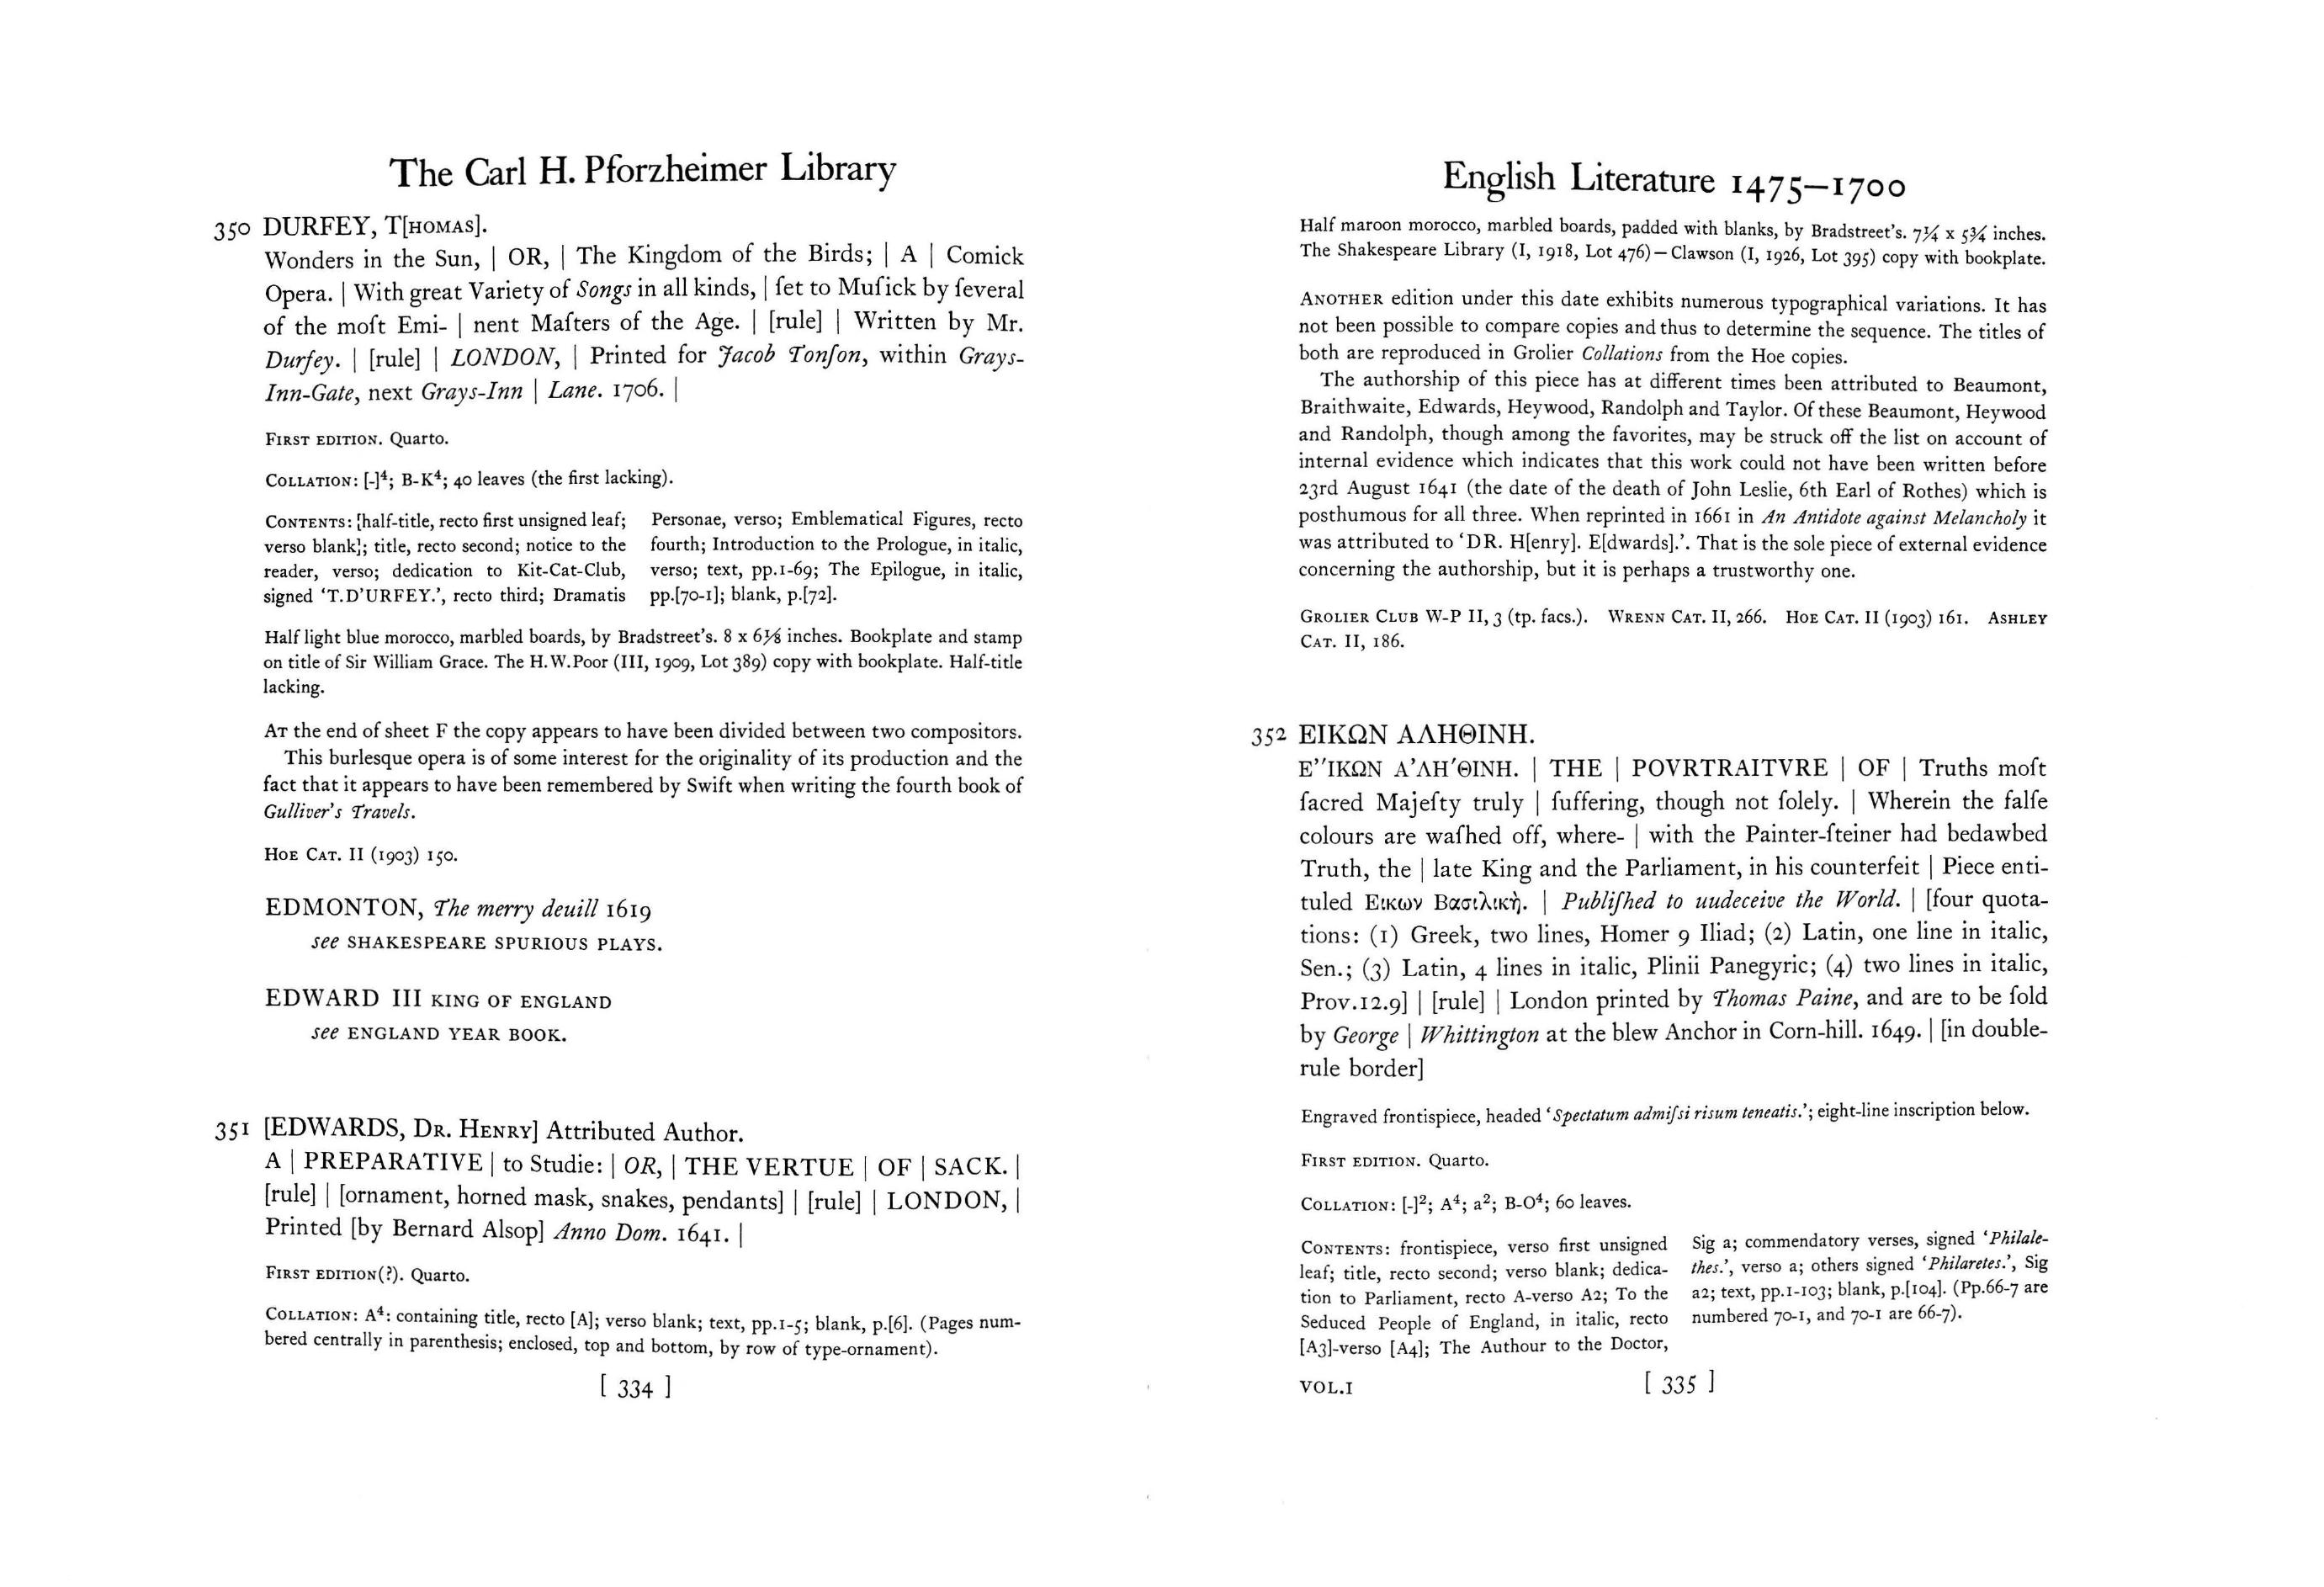 The Carl H. Pforzheimer Library
350 DURFEY, T[HOMAS].
Wonders in the Sun, | OR, | The Kingdom of the Birds; | A | Comick
Opera. | With great Variety of Songs in all kinds, | ſet to Muſick by ſeveral
of the moſt Emi- | nent Maſters of the Age. | [rule] | Written by Mr.
Durfey. | [rule] | LONDON, | Printed for Jacob Tonſon, within Grays-
Inn-Gate, next Grays-Inn | Lane. 1706. |
FIRST EDITION. Quarto.
COLLATION: [-]⁴; B-K⁴; 40 leaves (the first lacking).
CONTENTS: [half-title, recto first unsigned leaf;
verso blank]; title, recto second; notice to the
reader, verso; dedication to Kit-Cat-Club,
signed ‘T.D’URFEY.’, recto third; Dramatis
Personae, verso; Emblematical Figures, recto
fourth; Introduction to the Prologue, in italic,
verso; text, pp.1-69; The Epilogue, in italic,
pp.[70-1]; blank, p.[72].
Half light blue morocco, marbled boards, by Bradstreet’s. 8 x 6⅛ inches. Bookplate and stamp
on title of Sir William Grace. The H.W.Poor (III, 1909, Lot 389) copy with bookplate. Half-title
lacking.
AT the end of sheet F the copy appears to have been divided between two compositors.
This burlesque opera is of some interest for the originality of its production and the
fact that it appears to have been remembered by Swift when writing the fourth book of
Gulliver’s Travels.
HOE CAT. II (1903) 150.
EDMONTON, The merry deuill 1619
see SHAKESPEARE SPURIOUS PLAYS.
EDWARD III KING OF ENGLAND
see ENGLAND YEAR BOOK.
351 [EDWARDS, DR. HENRY] Attributed Author.
A | PREPARATIVE | to Studie: | OR, | THE VERTUE | OF | SACK. |
[rule] | [ornament, horned mask, snakes, pendants] | [rule] | LONDON, |
Printed [by Bernard Alsop] Anno Dom. 1641. |
FIRST EDITION(?). Quarto.
COLLATION: A⁴: containing title, recto [A]; verso blank; text, pp.1-5; blank, p.[6]. (Pages num-
bered centrally in parenthesis; enclosed, top and bottom, by row of type-ornament).
[ 334 ]
English Literature 1475–1700
Half maroon morocco, marbled boards, padded with blanks, by Bradstreet’s. 7¼ x 5¾ inches.
The Shakespeare Library (I, 1918, Lot 476) – Clawson (I, 1926, Lot 395) copy with bookplate.
ANOTHER edition under this date exhibits numerous typographical variations. It has
not been possible to compare copies and thus to determine the sequence. The titles of
both are reproduced in Grolier Collations from the Hoe copies.
The authorship of this piece has at different times been attributed to Beaumont,
Braithwaite, Edwards, Heywood, Randolph and Taylor. Of these Beaumont, Heywood
and Randolph, though among the favorites, may be struck off the list on account of
internal evidence which indicates that this work could not have been written before
23rd August 1641 (the date of the death of John Leslie, 6th Earl of Rothes) which is
posthumous for all three. When reprinted in 1661 in An Antidote against Melancholy it
was attributed to ‘DR. H[enry]. E[dwards].’. That is the sole piece of external evidence
concerning the authorship, but it is perhaps a trustworthy one.
GROLIER CLUB W-P II, 3 (tp. facs.). WRENN CAT. II, 266. HOE CAT. II (1903) 161. ASHLEY
CAT. II, 186.
352 ΕΙΚΩΝ ΑΛΗΘΙΝΗ.
Ε’’ΙΚΩΝ Α’ΛΗ’ΘΙΝΗ. | THE | POVRTRAITVRE | OF | Truths moſt
ſacred Majeſty truly | ſuffering, though not ſolely. | Wherein the falſe
colours are waſhed off, where- | with the Painter-ſteiner had bedawbed
Truth, the | late King and the Parliament, in his counterfeit | Piece enti-
tuled Εικων Βασιλικὴ. | Publiſhed to uudeceive the World. | [four quota-
tions: (1) Greek, two lines, Homer 9 Iliad; (2) Latin, one line in italic,
Sen.; (3) Latin, 4 lines in italic, Plinii Panegyric; (4) two lines in italic,
Prov.12.9] | [rule] | London printed by Thomas Paine, and are to be ſold
by George | Whittington at the blew Anchor in Corn-hill. 1649. | [in double-
rule border]
Engraved frontispiece, headed ‘Spectatum admiſsi risum teneatis.’; eight-line inscription below.
FIRST EDITION. Quarto.
COLLATION: [-]²; A⁴; a²; B-O⁴; 60 leaves.
CONTENTS: frontispiece, verso first unsigned
leaf; title, recto second; verso blank; dedica-
tion to Parliament, recto A-verso A2; To the
Seduced People of England, in italic, recto
[A3]-verso [A4]; The Authour to the Doctor,
Sig a; commendatory verses, signed ‘Philale-
thes.’, verso a; others signed ‘Philaretes.’, Sig
a2; text, pp.1-103; blank, p.[104]. (Pp.66-7 are
numbered 70-1, and 70-1 are 66-7).
VOL.I
[ 335 ]